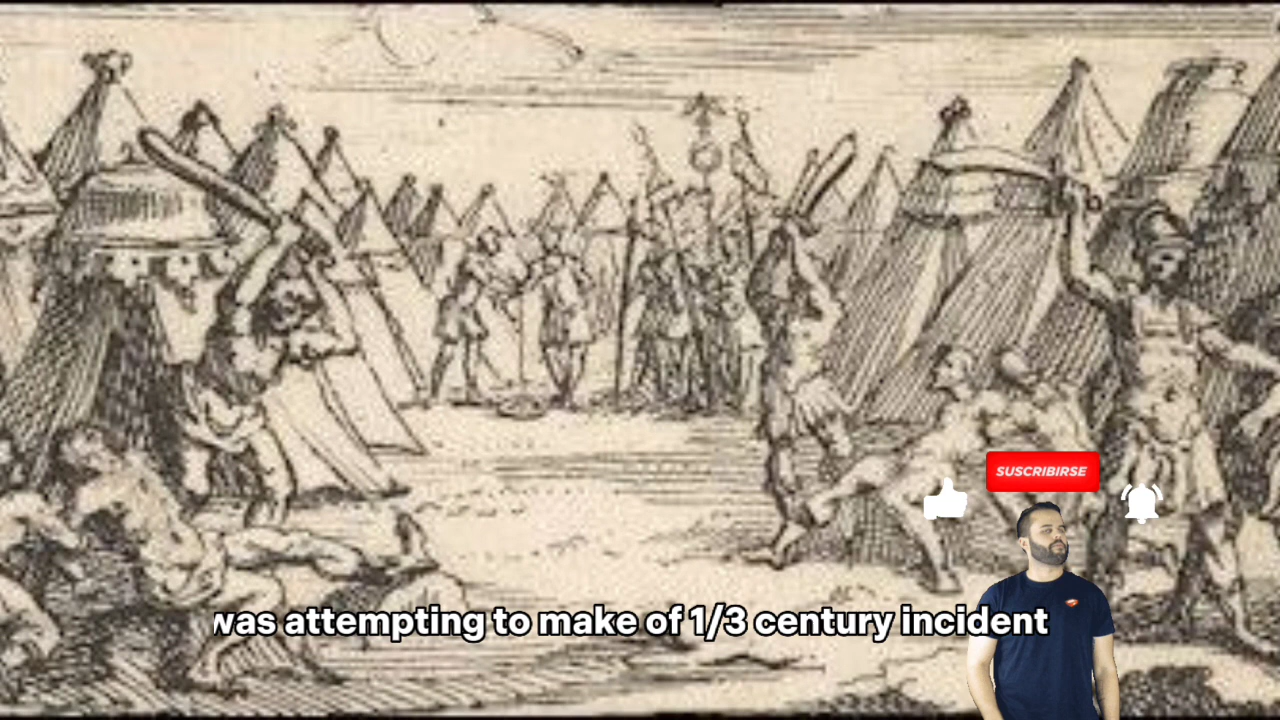 SUSCRIBIRSE
was attempting to make of 1/3 century incident